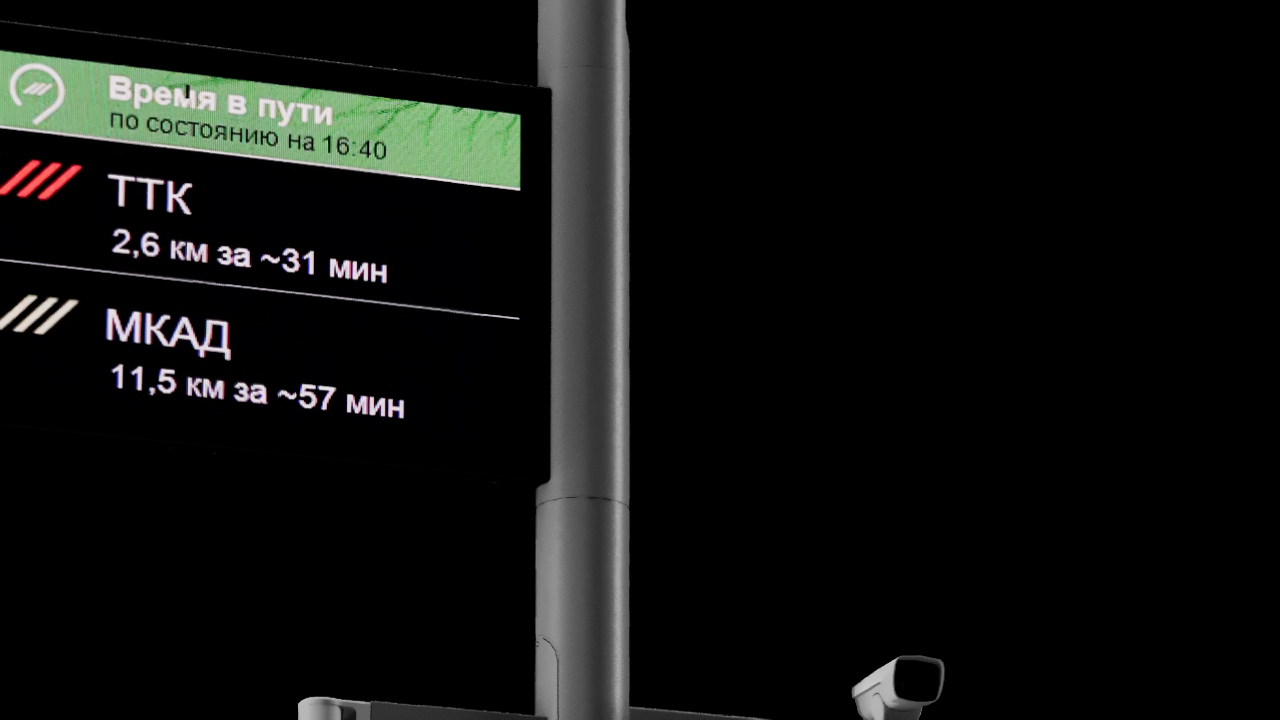 Время в пути
по состоянию на 16:40
ТТК
2,6 км за ~31 мин
МКАД
11,5 км за ~57 мин